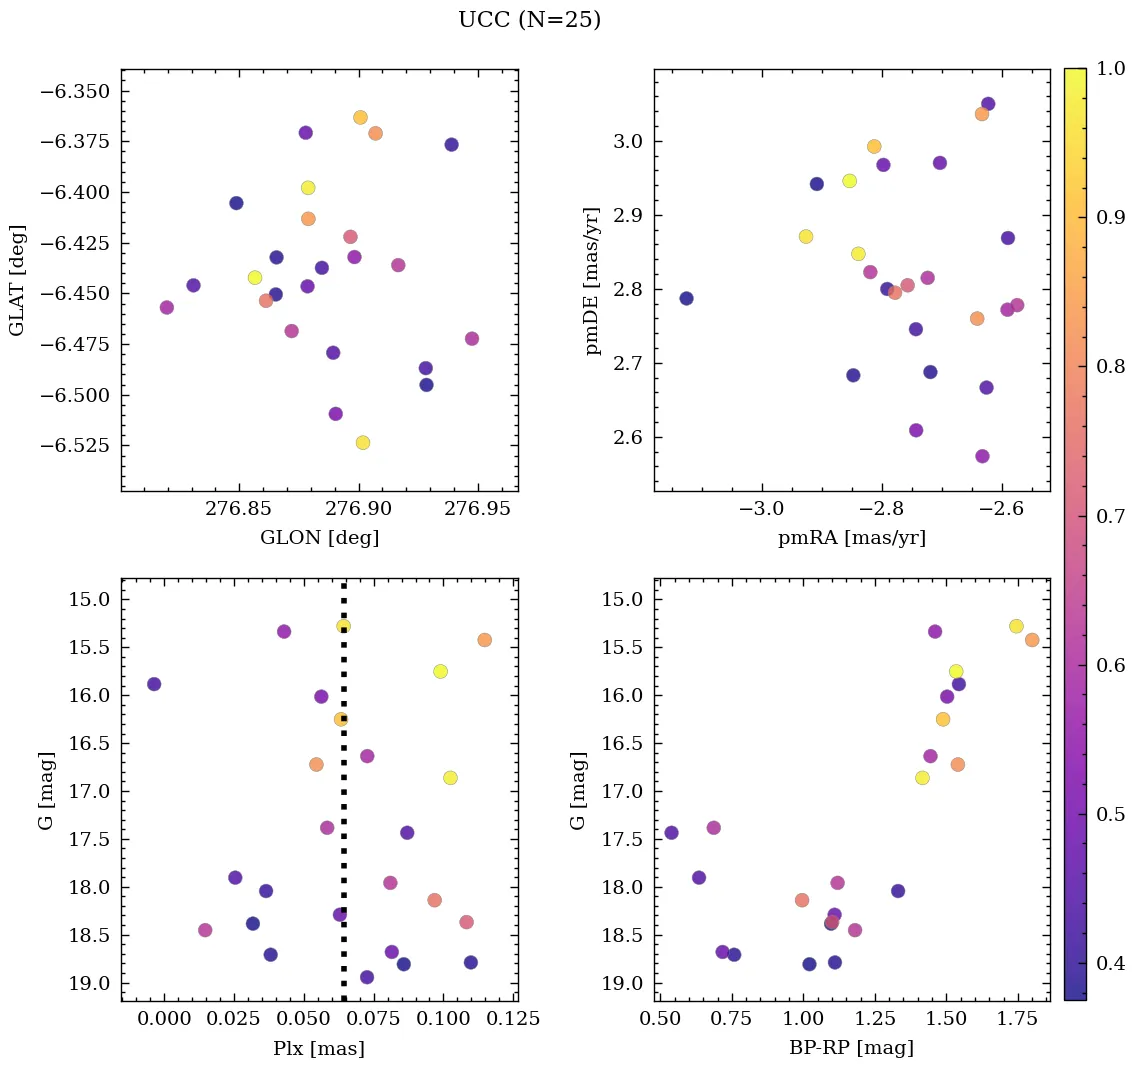 UCC (N=25)
−6.350
−6.375
−6.400
−6.425
−6.450
−6.475
−6.500
−6.525
GLAT [deg]
276.85 276.90 276.95
GLON [deg]
3.0
2.9
2.8
2.7
2.6
pmDE [mas/yr]
−3.0 −2.8 −2.6
pmRA [mas/yr]
1.0
0.9
0.8
0.7
0.6
0.5
0.4
15.0
15.5
16.0
16.5
17.0
17.5
18.0
18.5
19.0
G [mag]
0.000 0.025 0.050 0.075 0.100 0.125
Plx [mas]
15.0
15.5
16.0
16.5
17.0
17.5
18.0
18.5
19.0
G [mag]
0.50 0.75 1.00 1.25 1.50 1.75
BP-RP [mag]